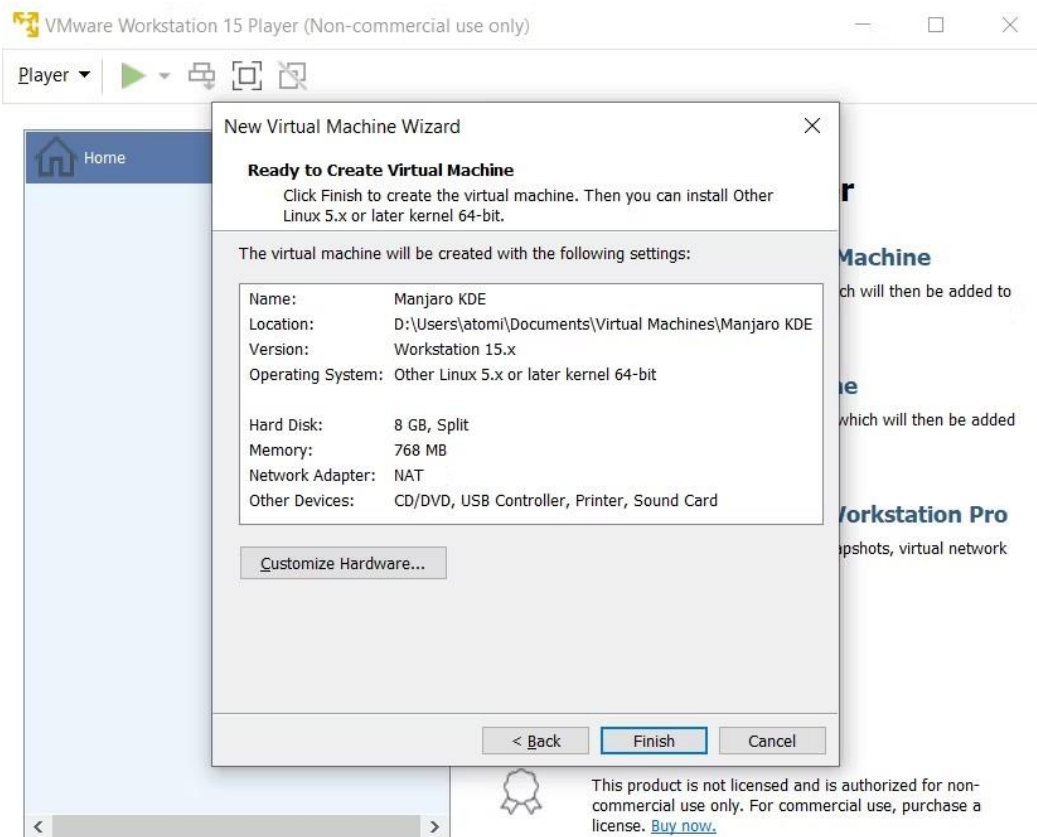 VMware Workstation 15 Player (Non-commercial use only)
Player
Home
New Virtual Machine Wizard
Ready to Create Virtual Machine
Click Finish to create the virtual machine. Then you can install Other
Linux 5.x or later kernel 64-bit.
The virtual machine will be created with the following settings:
Name: Manjaro KDE
Location: D:\Users\atomi\Documents\Virtual Machines\Manjaro KDE
Version: Workstation 15.x
Operating System: Other Linux 5.x or later kernel 64-bit
Hard Disk: 8 GB, Split
Memory: 768 MB
Network Adapter: NAT
Other Devices: CD/DVD, USB Controller, Printer, Sound Card
Customize Hardware...
< Back
Finish
Cancel
r
Machine
ch will then be added to
ne
which will then be added
Workstation Pro
apshots, virtual network
This product is not licensed and is authorized for non-
commercial use only. For commercial use, purchase a
license. Buy now.